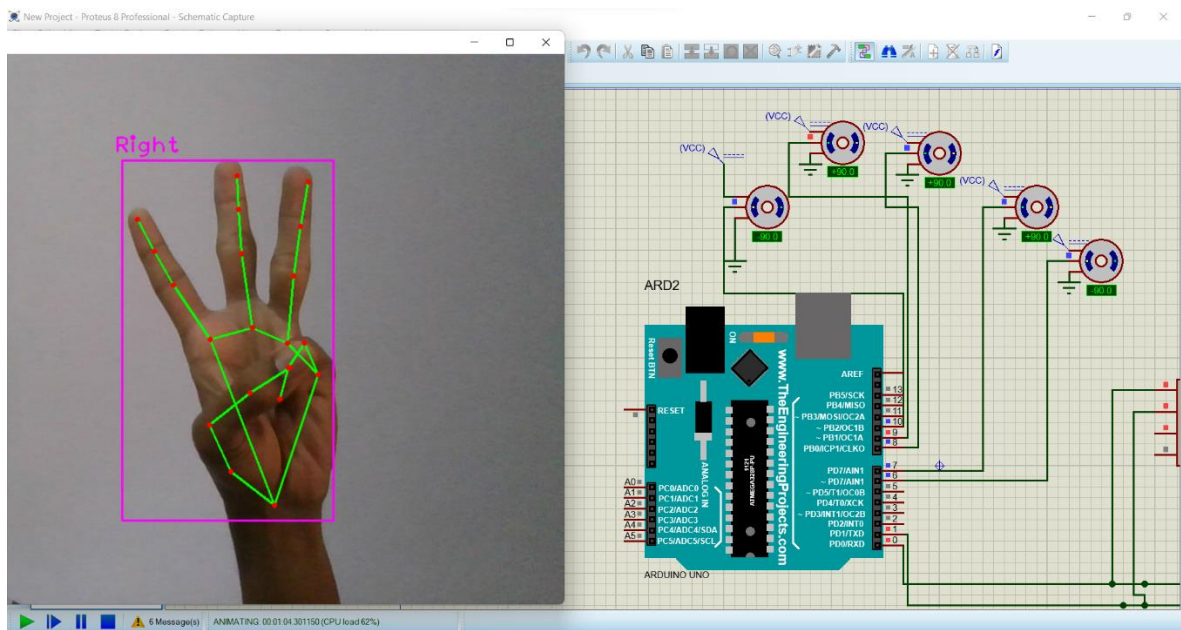 New Project - Proteus 8 Professional - Schematic Capture
Right
(VCC)
(VCC)
(VCC)
(VCC)
+90.0
+90.0
-90.0
+90.0
-90.0
ARD2
ON
Reset BTN
www.TheEngineeringProjects.com
AREF
13
PB5/SCK
12
PB4/MISO
11
~ PB3/MOSI/OC2A
10
~ PB2/OC1B
9
~ PB1/OC1A
8
PB0/ICP1/CLKO
RESET
1121
ATMEGA328P-PU
ANALOG IN
7
PD7/AIN1
6
~ PD7/AIN1
5
~ PD5/T1/OC0B
4
PD4/T0/XCK
3
~ PD3/INT1/OC2B
2
PD2/INT0
1
PD1/TXD
0
PD0/RXD
A0
PC0/ADC0
A1
PC1/ADC1
A2
PC2/ADC2
A3
PC3/ADC3
A4
PC4/ADC4/SDA
A5
PC5/ADC5/SCL
ARDUINO UNO
6 Message(s)
ANIMATING: 00:01:04.301150 (CPU load 62%)